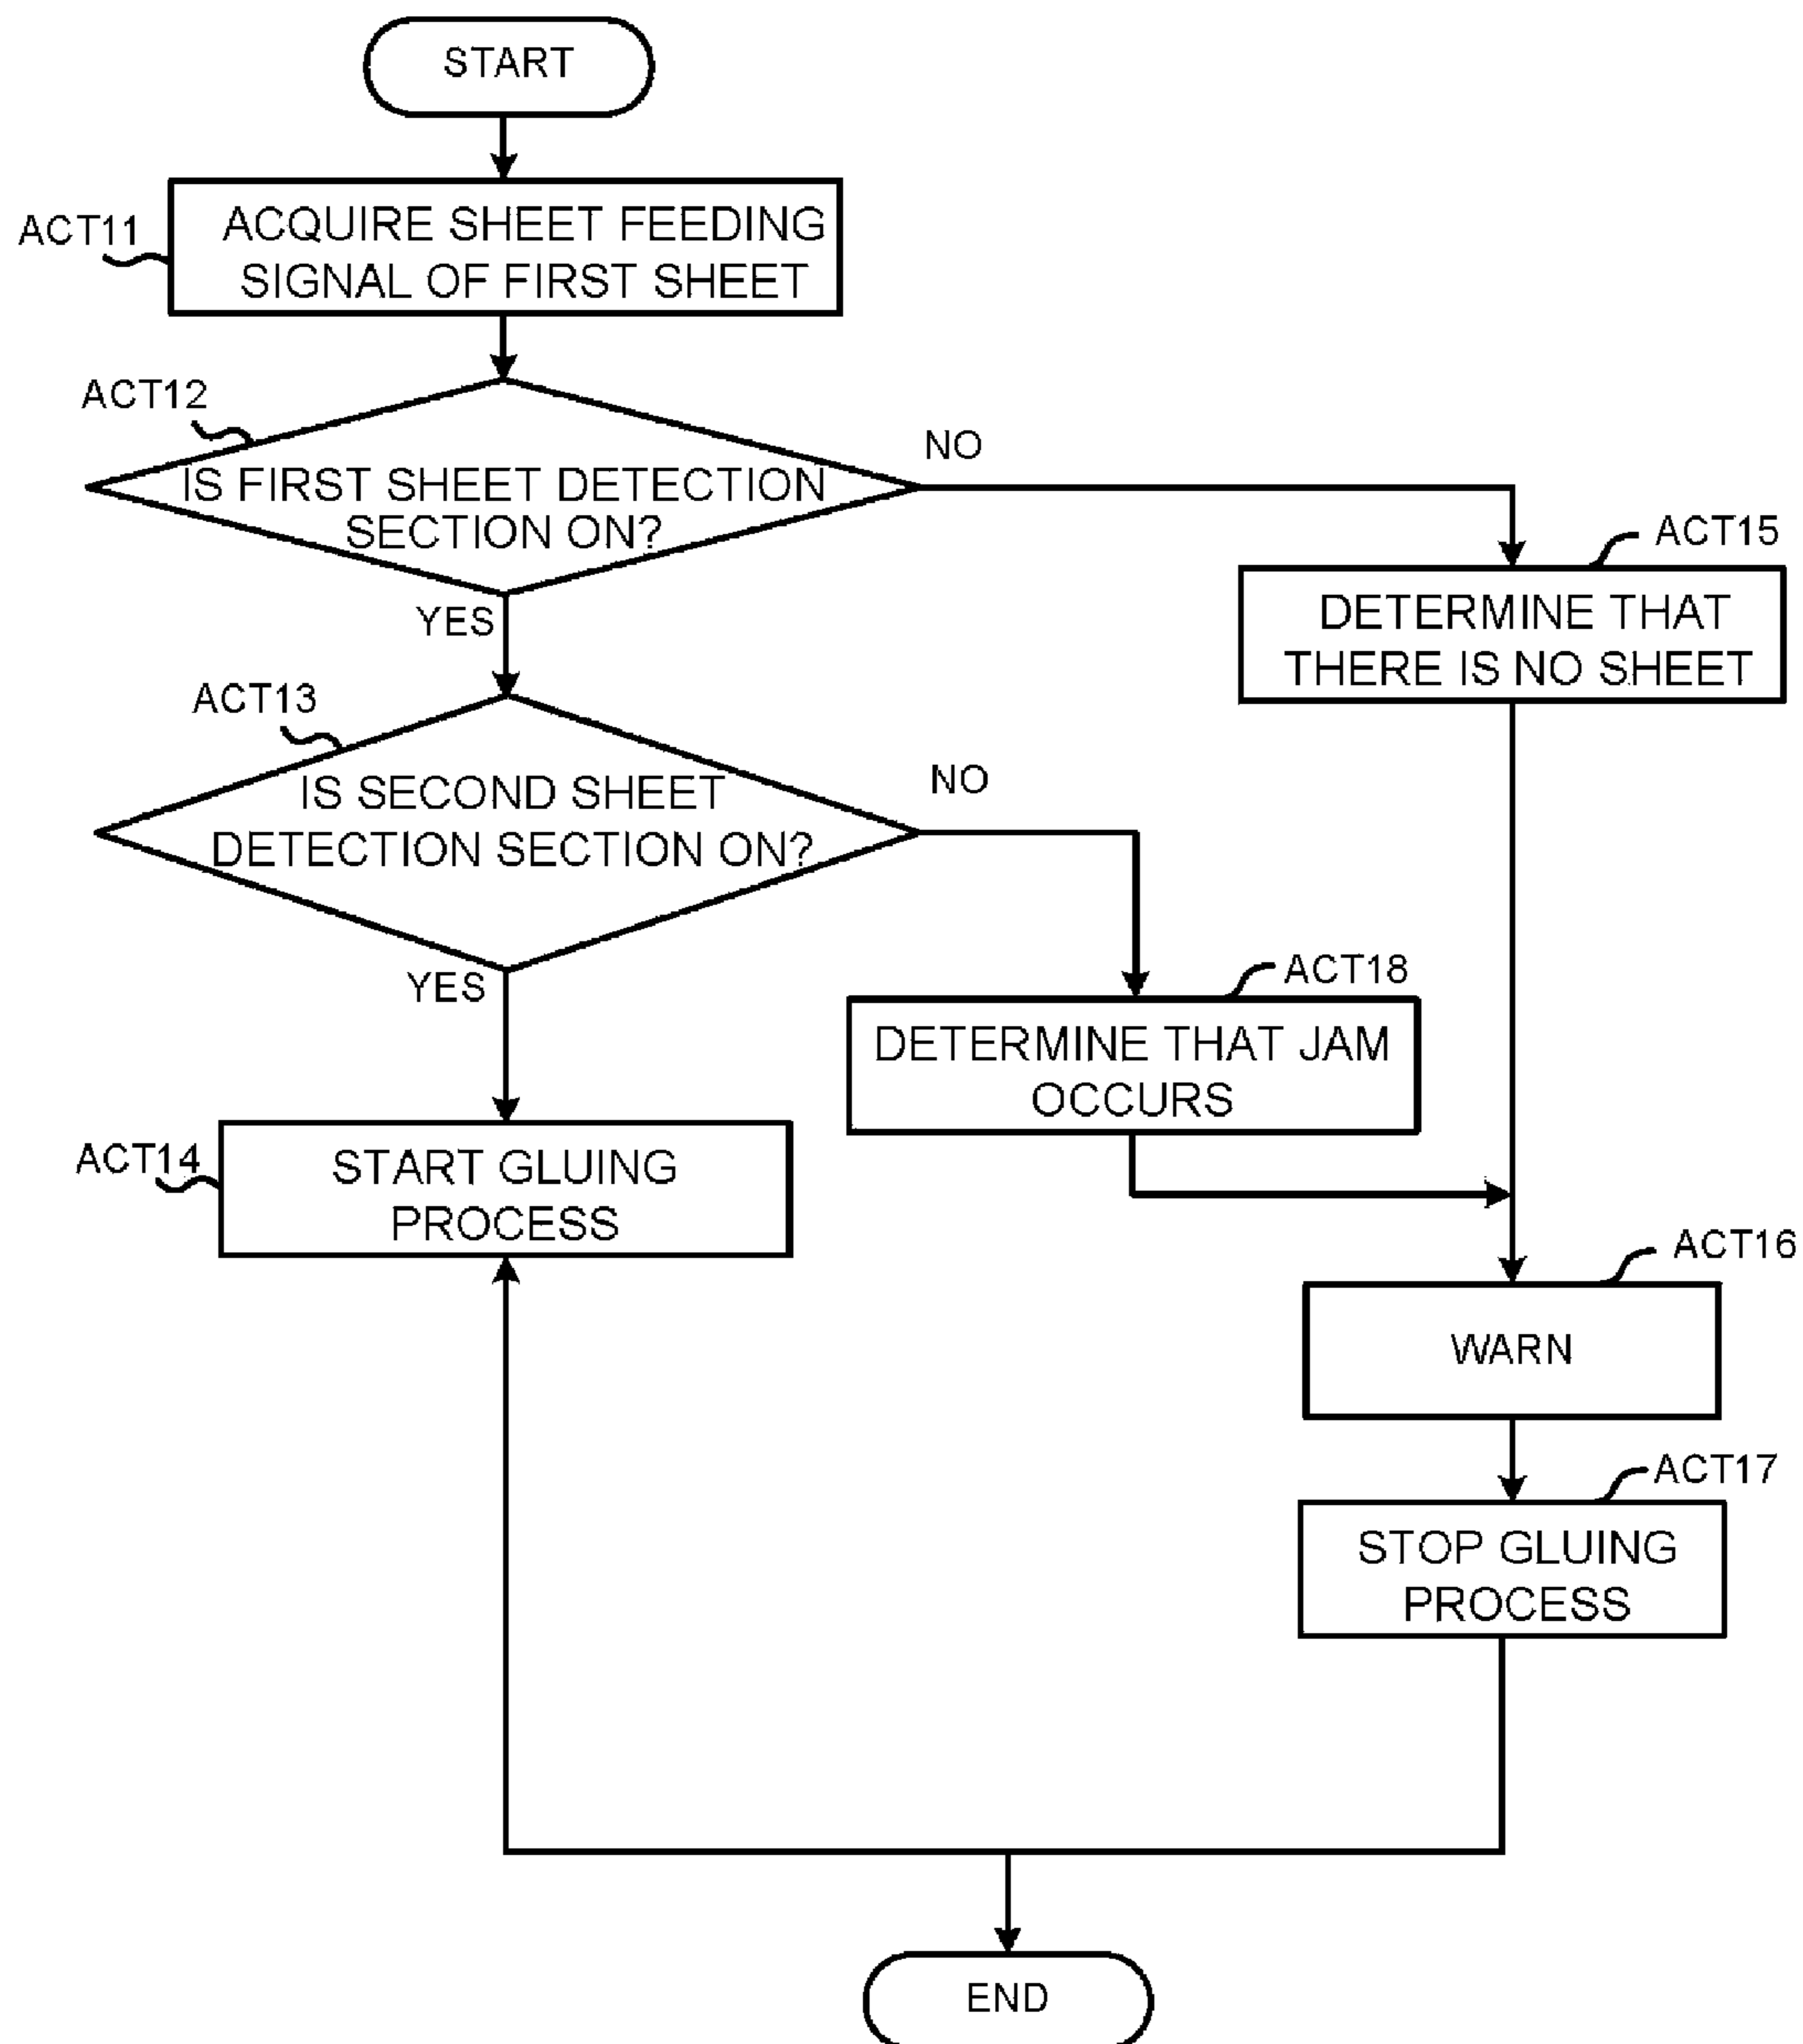 START
ACT11
ACQUIRE SHEET FEEDING
SIGNAL OF FIRST SHEET
ACT12
IS FIRST SHEET DETECTION
SECTION ON?
NO
YES
ACT15
DETERMINE THAT
THERE IS NO SHEET
ACT13
IS SECOND SHEET
DETECTION SECTION ON?
NO
YES
ACT18
DETERMINE THAT JAM
OCCURS
ACT14
START GLUING
PROCESS
ACT16
WARN
ACT17
STOP GLUING
PROCESS
END